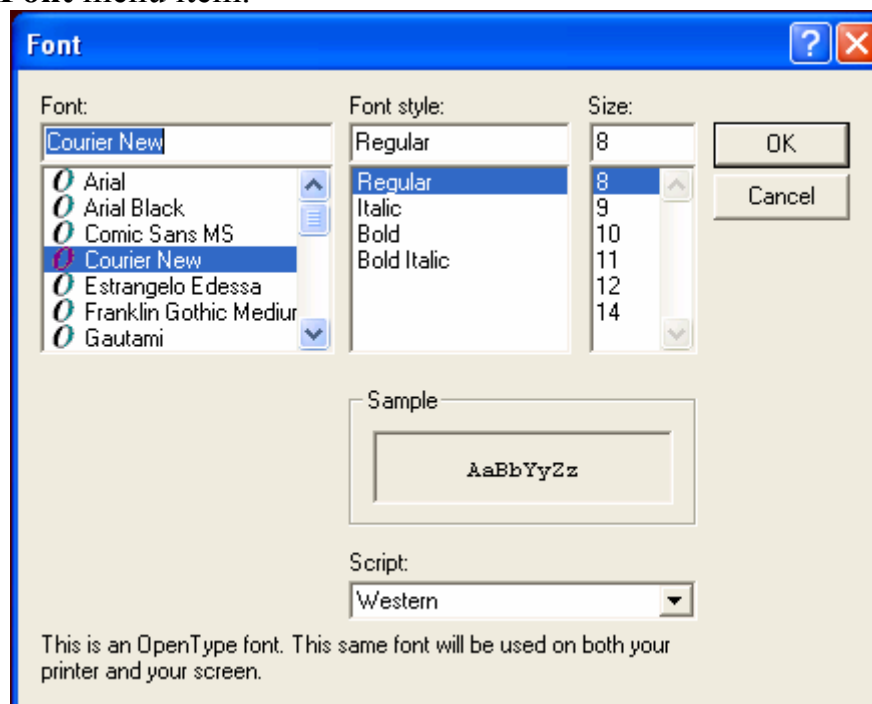 Font menu item.
Font
Font:
Font style:
Size:
Courier New
Regular
8
OK
Cancel
Arial
Arial Black
Comic Sans MS
Courier New
Estrangelo Edessa
Franklin Gothic Mediur
Gautami
Regular
Italic
Bold
Bold Italic
8
9
10
11
12
14
Sample
AaBbYyZz
Script:
Western
This is an OpenType font. This same font will be used on both your
printer and your screen.